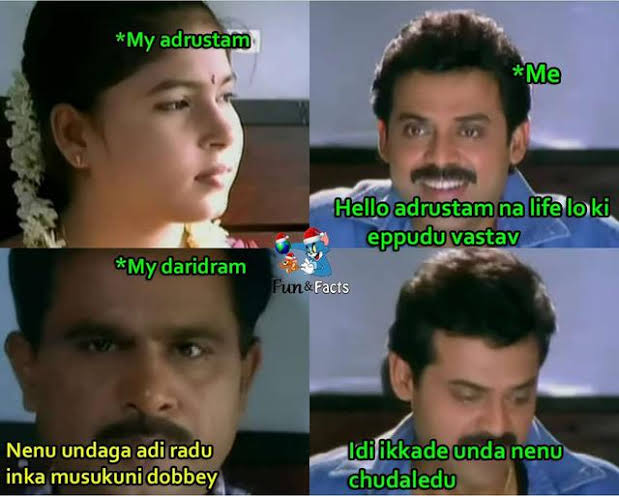 *My adrustam
*Me
Hello adrustam na life lo ki
eppudu vastav
*My daridram
Fun&Facts
Nenu undaga adi radu
inka musukuni dobbey
Idi ikkade unda nenu
chudaledu